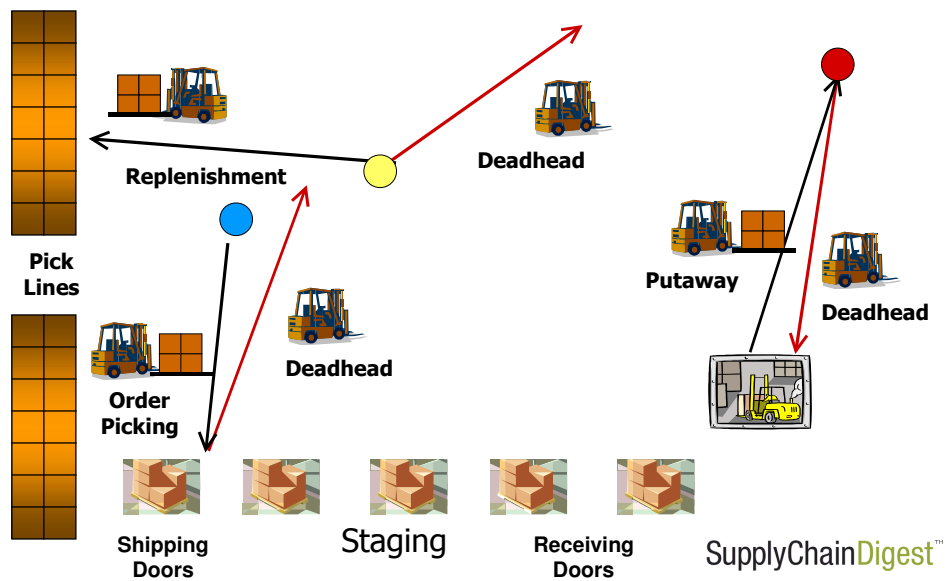 Deadhead
Replenishment
Pick
Lines
Putaway
Deadhead
Deadhead
Order
Picking
Shipping
Doors
Staging
Receiving
Doors
SupplyChainDigest™